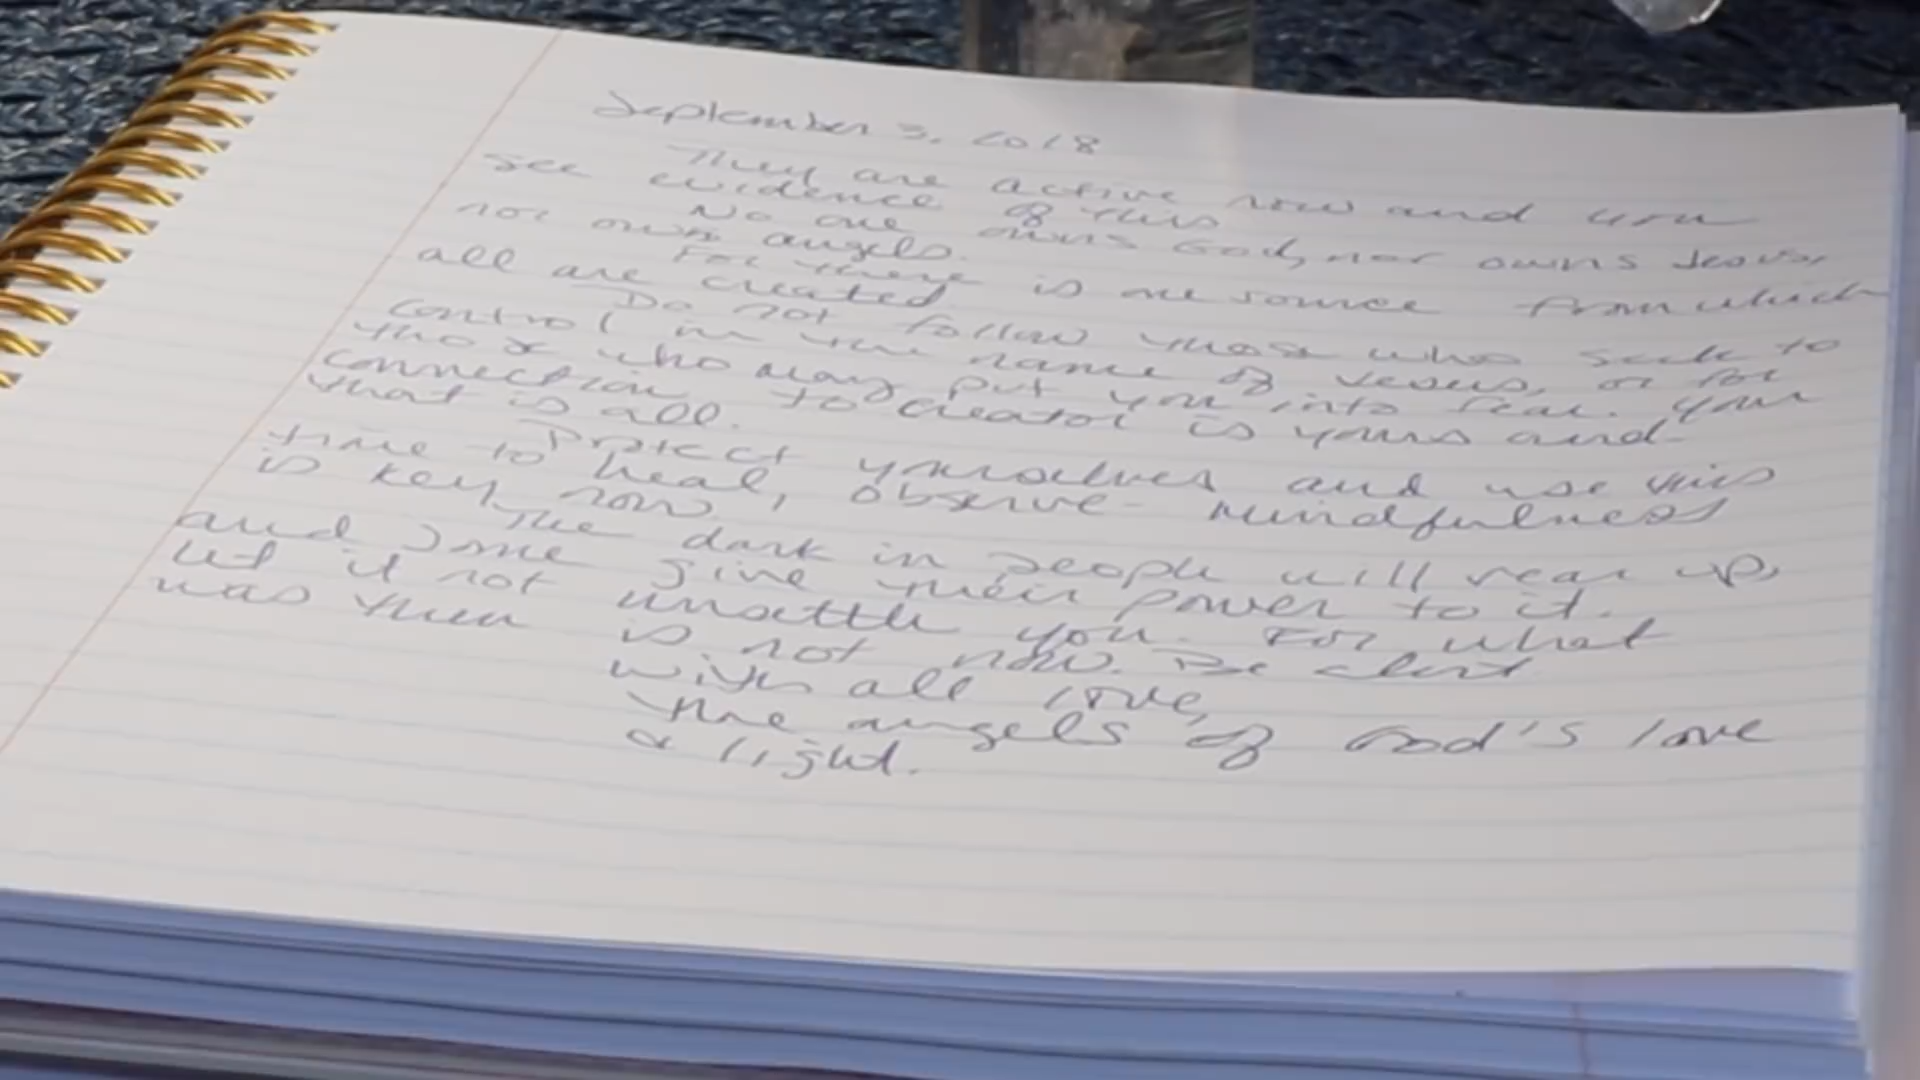 September 3, 2018
They are active now and you
see evidence of this
No one owns God, nor owns Jesus,
nor owns angels.
For there is one source from which
all are created
Do not follow those who seek to
control in the name of Jesus, or for
those who may put you into fear. Your
connection to creator is yours and
that is all.
Protect yourselves and use this
time to heal, observe - mindfulness
is key now.
The dark in people will rear up,
and some give their power to it.
Let it not unsettle you. For what
was then is not now. Be alert
with all love,
the angels of God's love
& light.